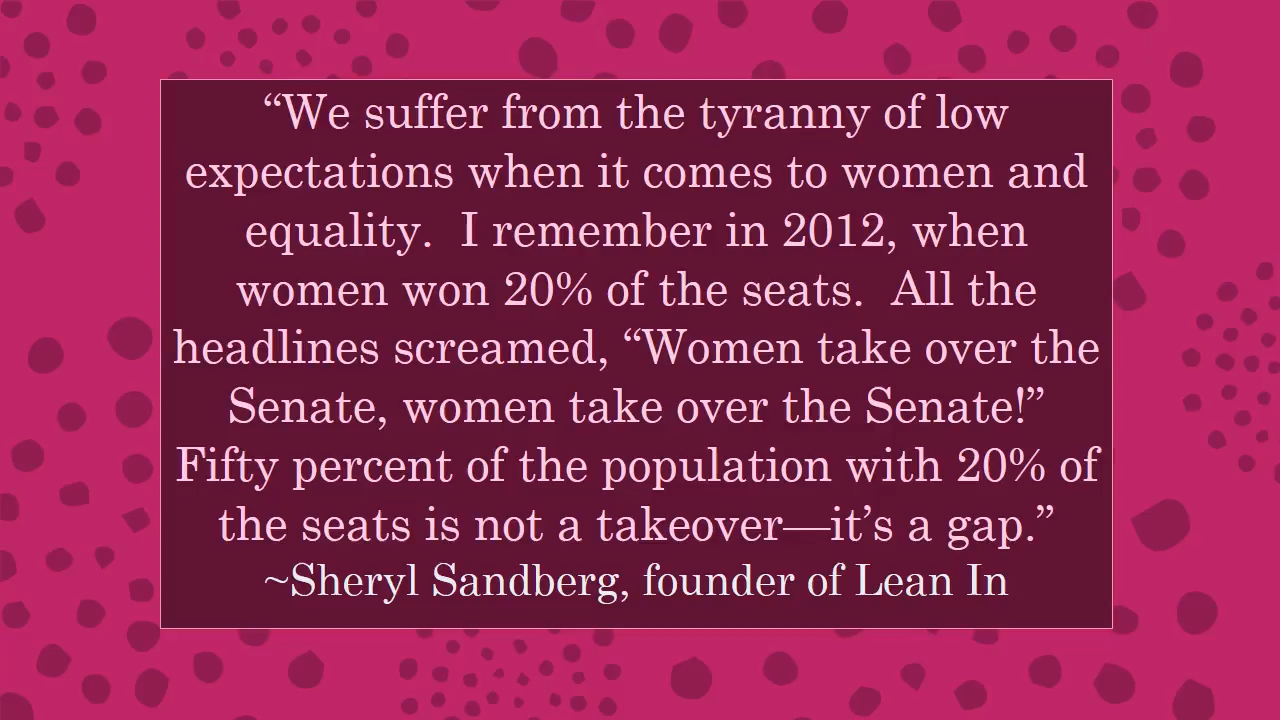 “We suffer from the tyranny of low
expectations when it comes to women and
equality.  I remember in 2012, when
women won 20% of the seats.  All the
headlines screamed, “Women take over the
Senate, women take over the Senate!”
Fifty percent of the population with 20% of
the seats is not a takeover—it’s a gap.”
~Sheryl Sandberg, founder of Lean In